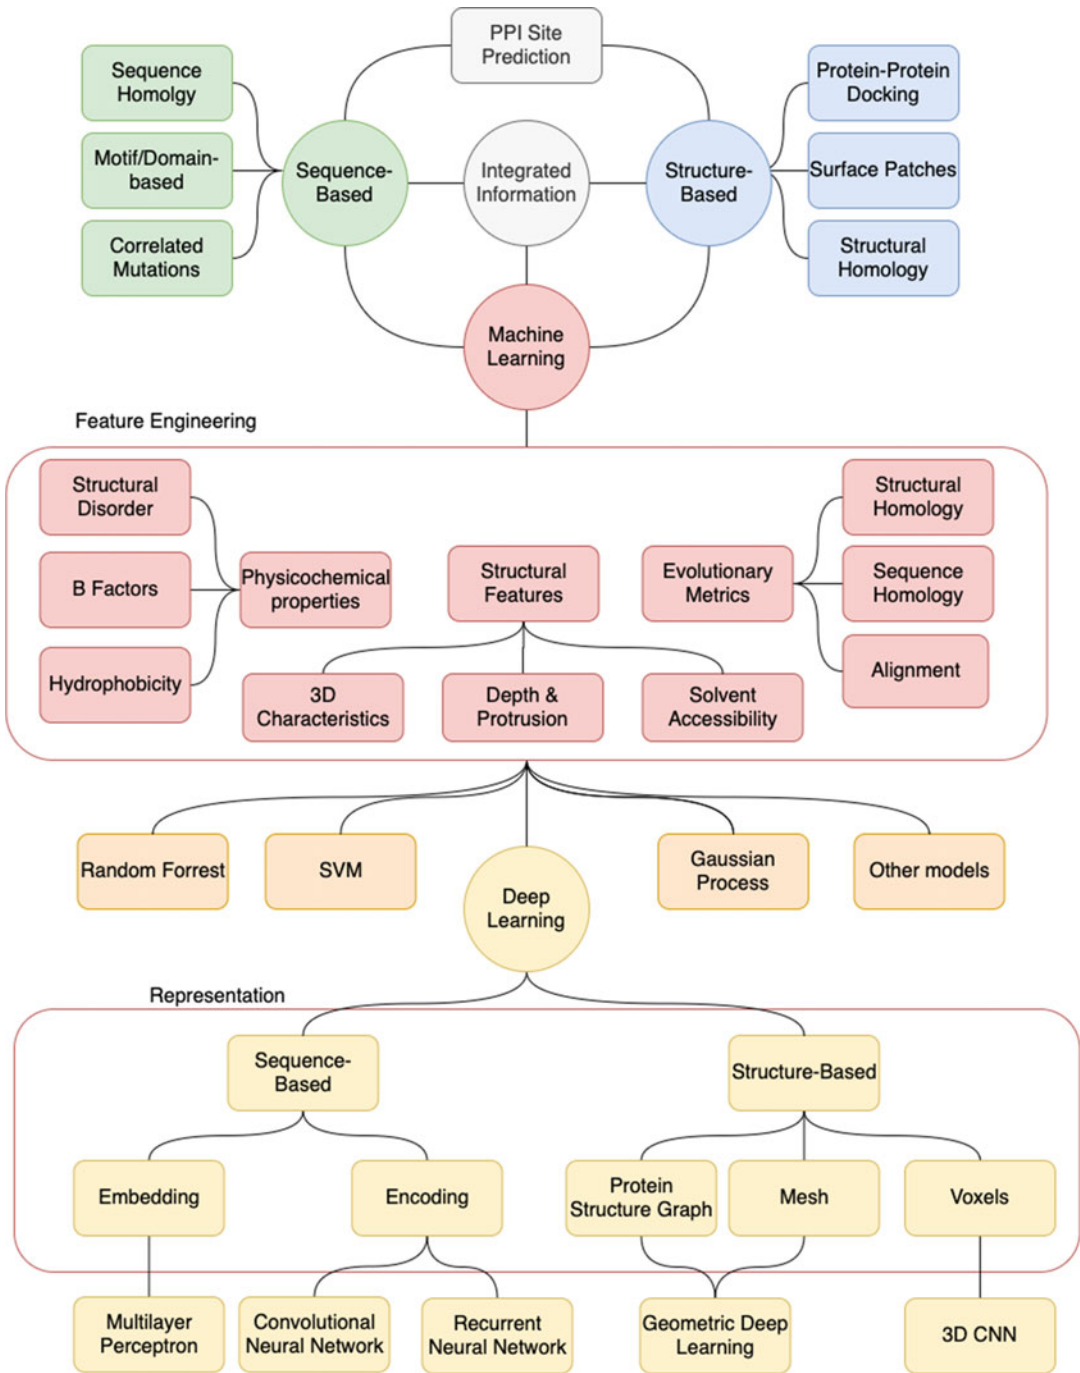 PPI Site
Prediction
Sequence
Homolgy
Motif/Domain-
based
Correlated
Mutations
Sequence-
Based
Integrated
Information
Structure-
Based
Protein-Protein
Docking
Surface Patches
Structural
Homology
Machine
Learning
Feature Engineering
Structural
Disorder
B Factors
Hydrophobicity
Physicochemical
properties
Structural
Features
Evolutionary
Metrics
Structural
Homology
Sequence
Homology
Alignment
3D
Characteristics
Depth &
Protrusion
Solvent
Accessibility
Random Forrest
SVM
Deep
Learning
Gaussian
Process
Other models
Representation
Sequence-
Based
Structure-Based
Embedding
Encoding
Protein
Structure Graph
Mesh
Voxels
Multilayer
Perceptron
Convolutional
Neural Network
Recurrent
Neural Network
Geometric Deep
Learning
3D CNN